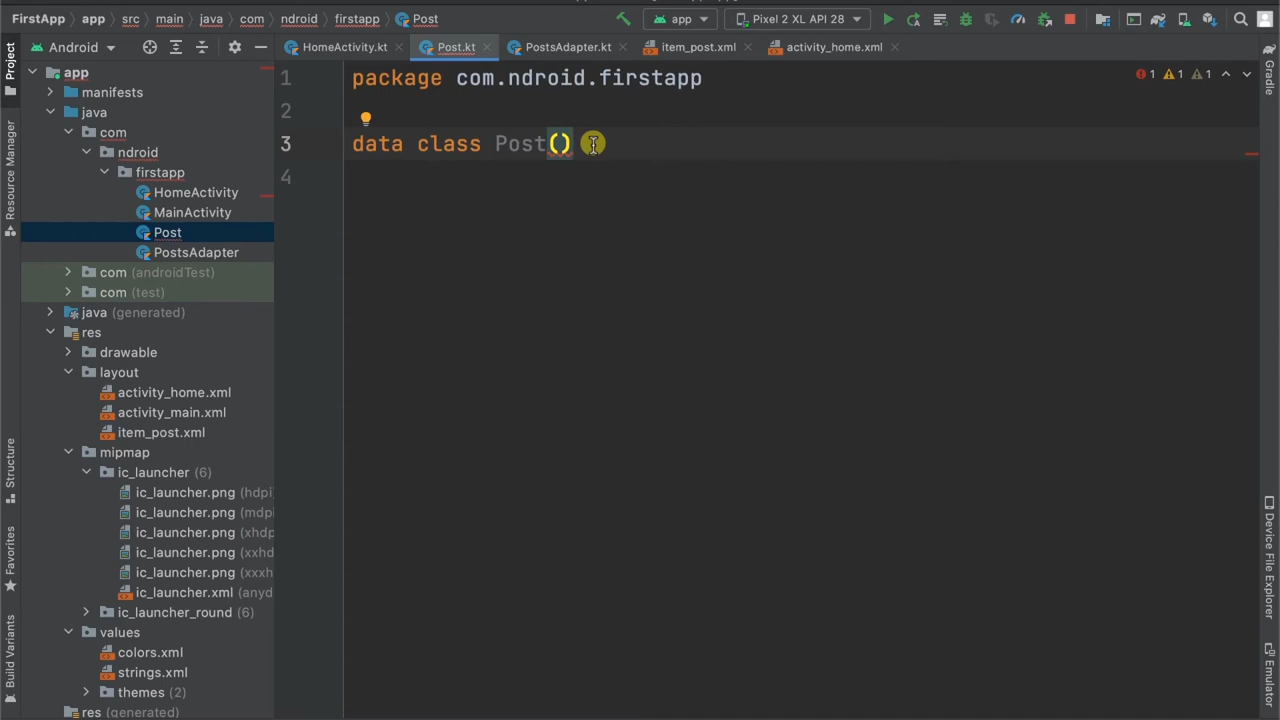 FirstApp app src main java com ndroid firstapp Post app Pixel 2 XL API 28
Project
Resource Manager
Structure
Favorites
Build Variants
Android
app
manifests
java
com
ndroid
firstapp
HomeActivity
MainActivity
Post
PostsAdapter
com (androidTest)
com (test)
java (generated)
res
drawable
layout
activity_home.xml
activity_main.xml
item_post.xml
mipmap
ic_launcher (6)
ic_launcher.png (hdpi
ic_launcher.png (mdpi
ic_launcher.png (xhdp
ic_launcher.png (xxhd
ic_launcher.png (xxxh
ic_launcher.xml (anyd
ic_launcher_round (6)
values
colors.xml
strings.xml
themes (2)
res (generated)
HomeActivity.kt Post.kt PostsAdapter.kt item_post.xml activity_home.xml
1 1 1
1 package com.ndroid.firstapp
2
3 data class Post()
4
Gradle
Device File Explorer
Emulator